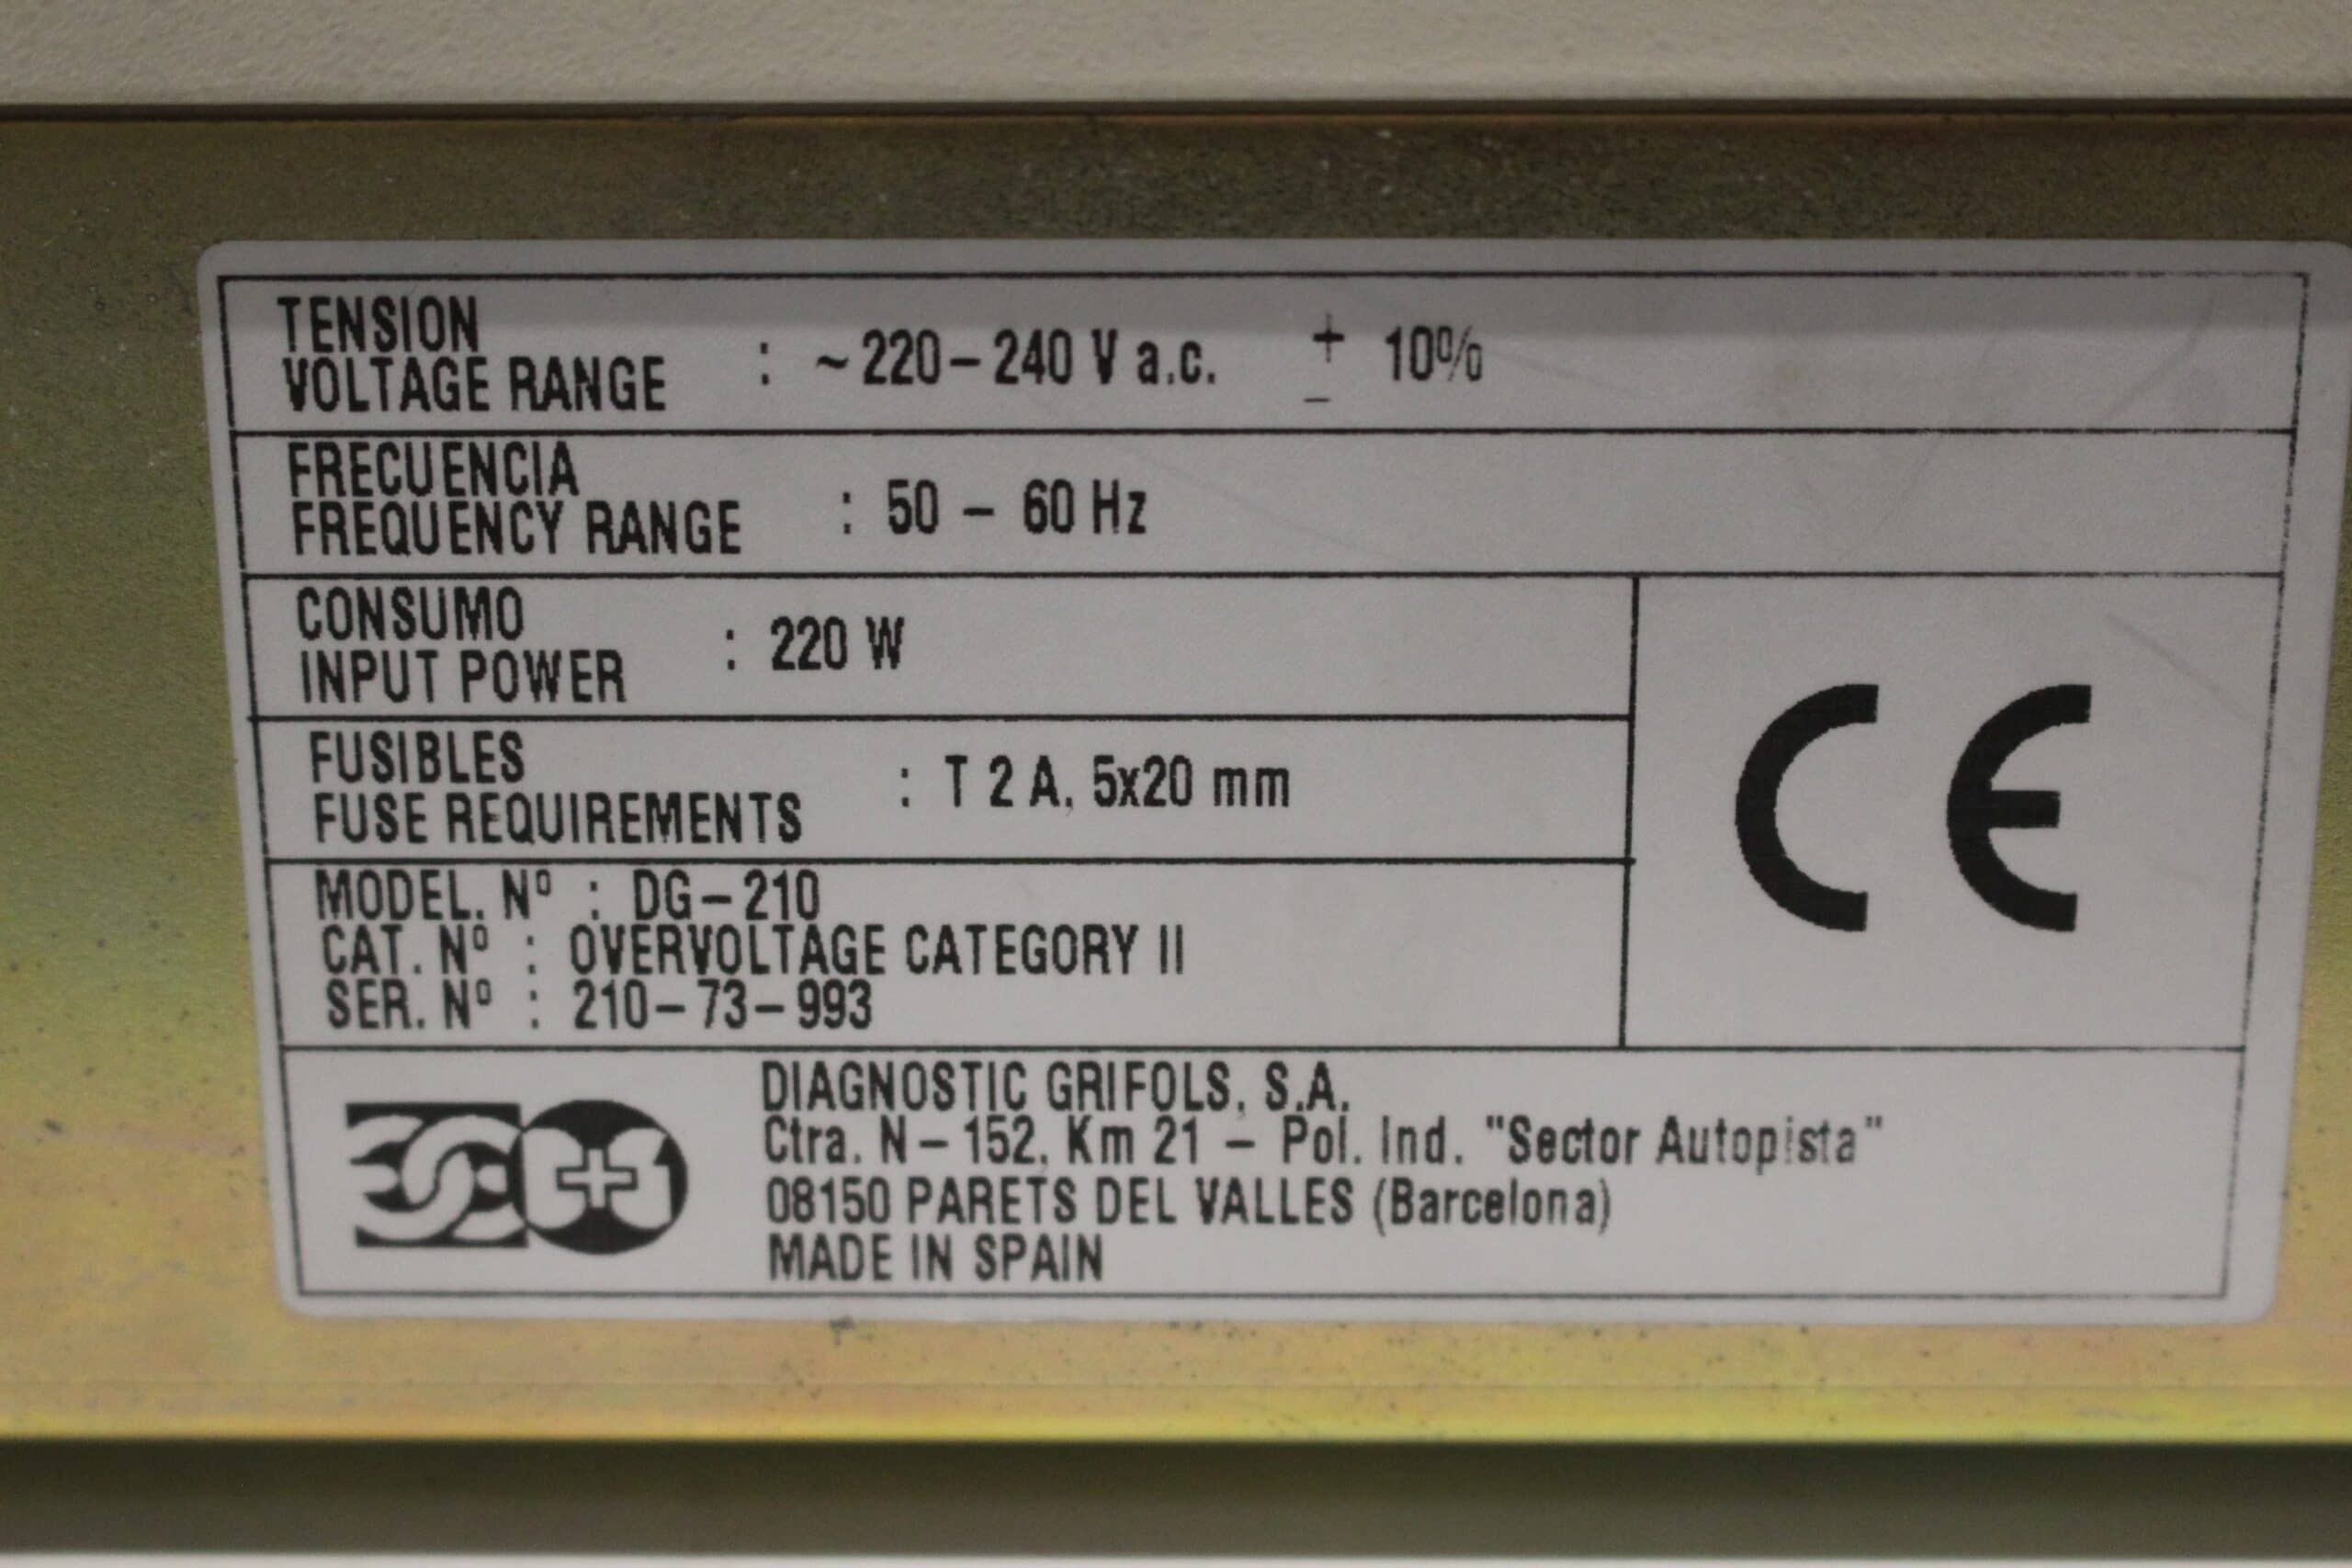 TENSION
VOLTAGE RANGE : ~220-240 V a.c. ± 10%
FRECUENCIA
FREQUENCY RANGE : 50 - 60 Hz
CONSUMO
INPUT POWER : 220 W
FUSIBLES
FUSE REQUIREMENTS : T 2 A, 5x20 mm
CE
MODEL. Nº : DG-210
CAT. Nº : OVERVOLTAGE CATEGORY II
SER. Nº : 210-73-993
DIAGNOSTIC GRIFOLS, S.A.
Ctra. N-152, Km 21 - Pol. Ind. "Sector Autopista"
08150 PARETS DEL VALLES (Barcelona)
MADE IN SPAIN